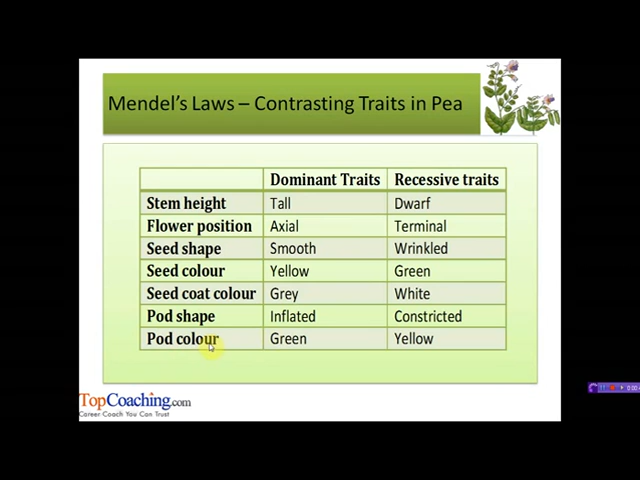 Mendel's Laws – Contrasting Traits in Pea
Dominant Traits Recessive traits
Stem height Tall Dwarf
Flower position Axial Terminal
Seed shape Smooth Wrinkled
Seed colour Yellow Green
Seed coat colour Grey White
Pod shape Inflated Constricted
Pod colour Green Yellow
TopCoaching.com
Career Coach You Can Trust